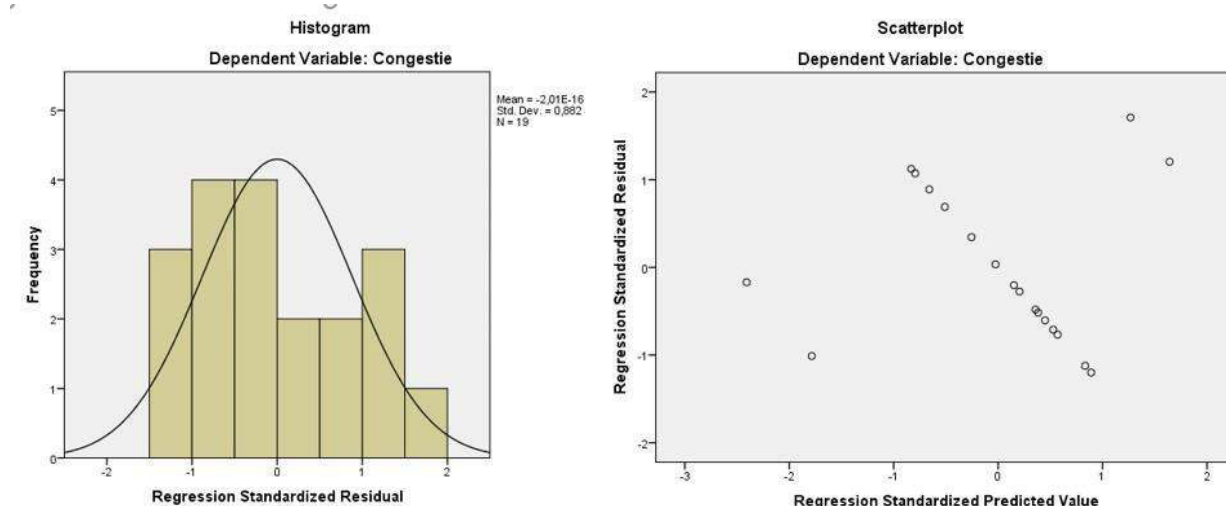 Histogram
Dependent Variable: Congestie
Mean = -2,01E-16
Std. Dev. = 0,882
N = 19
Frequency
5
4
3
2
1
0
-2
-1
0
1
2
Regression Standardized Residual
Scatterplot
Dependent Variable: Congestie
Regression Standardized Residual
2
1
0
-1
-2
-3
-2
-1
0
1
2
Regression Standardized Predicted Value